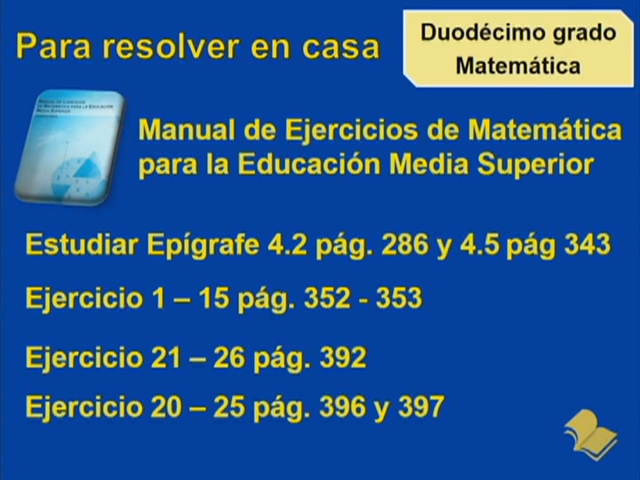 Para resolver en casa
Duodécimo grado
Matemática
Manual de Ejercicios de Matemática
para la Educación Media Superior
Estudiar Epígrafe 4.2 pág. 286 y 4.5 pág 343
Ejercicio 1 – 15 pág. 352 - 353
Ejercicio 21 – 26 pág. 392
Ejercicio 20 – 25 pág. 396 y 397